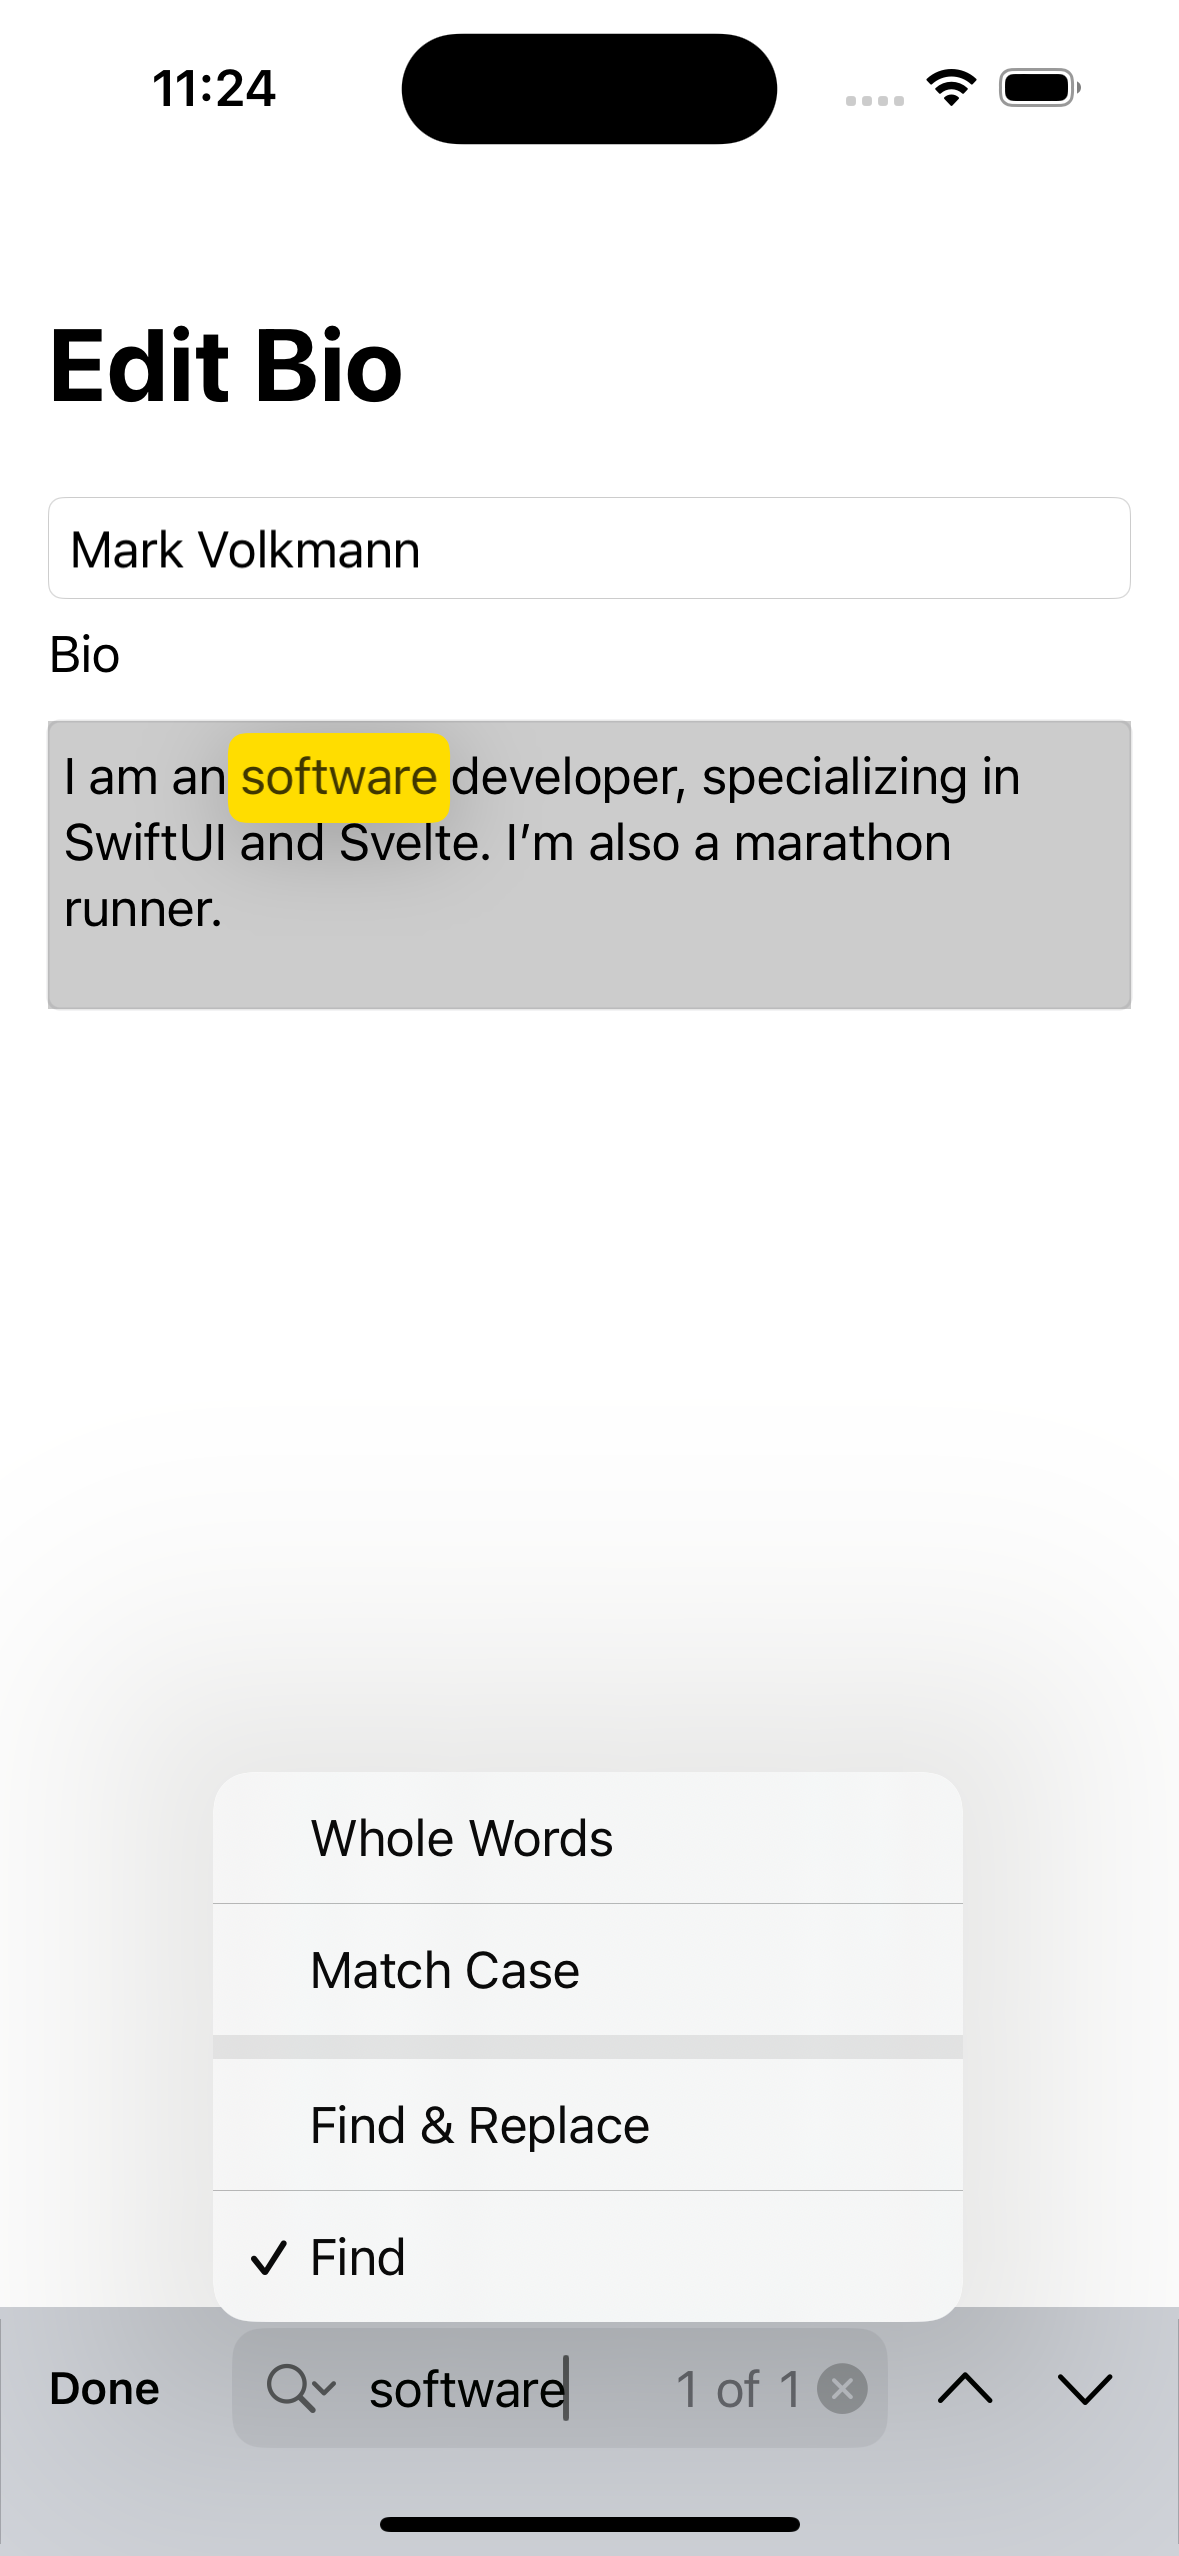 11:24
Edit Bio
Mark Volkmann
Bio
I am an software developer, specializing in
SwiftUI and Svelte. I’m also a marathon
runner.
Whole Words
Match Case
Find & Replace
Find
Done software 1 of 1